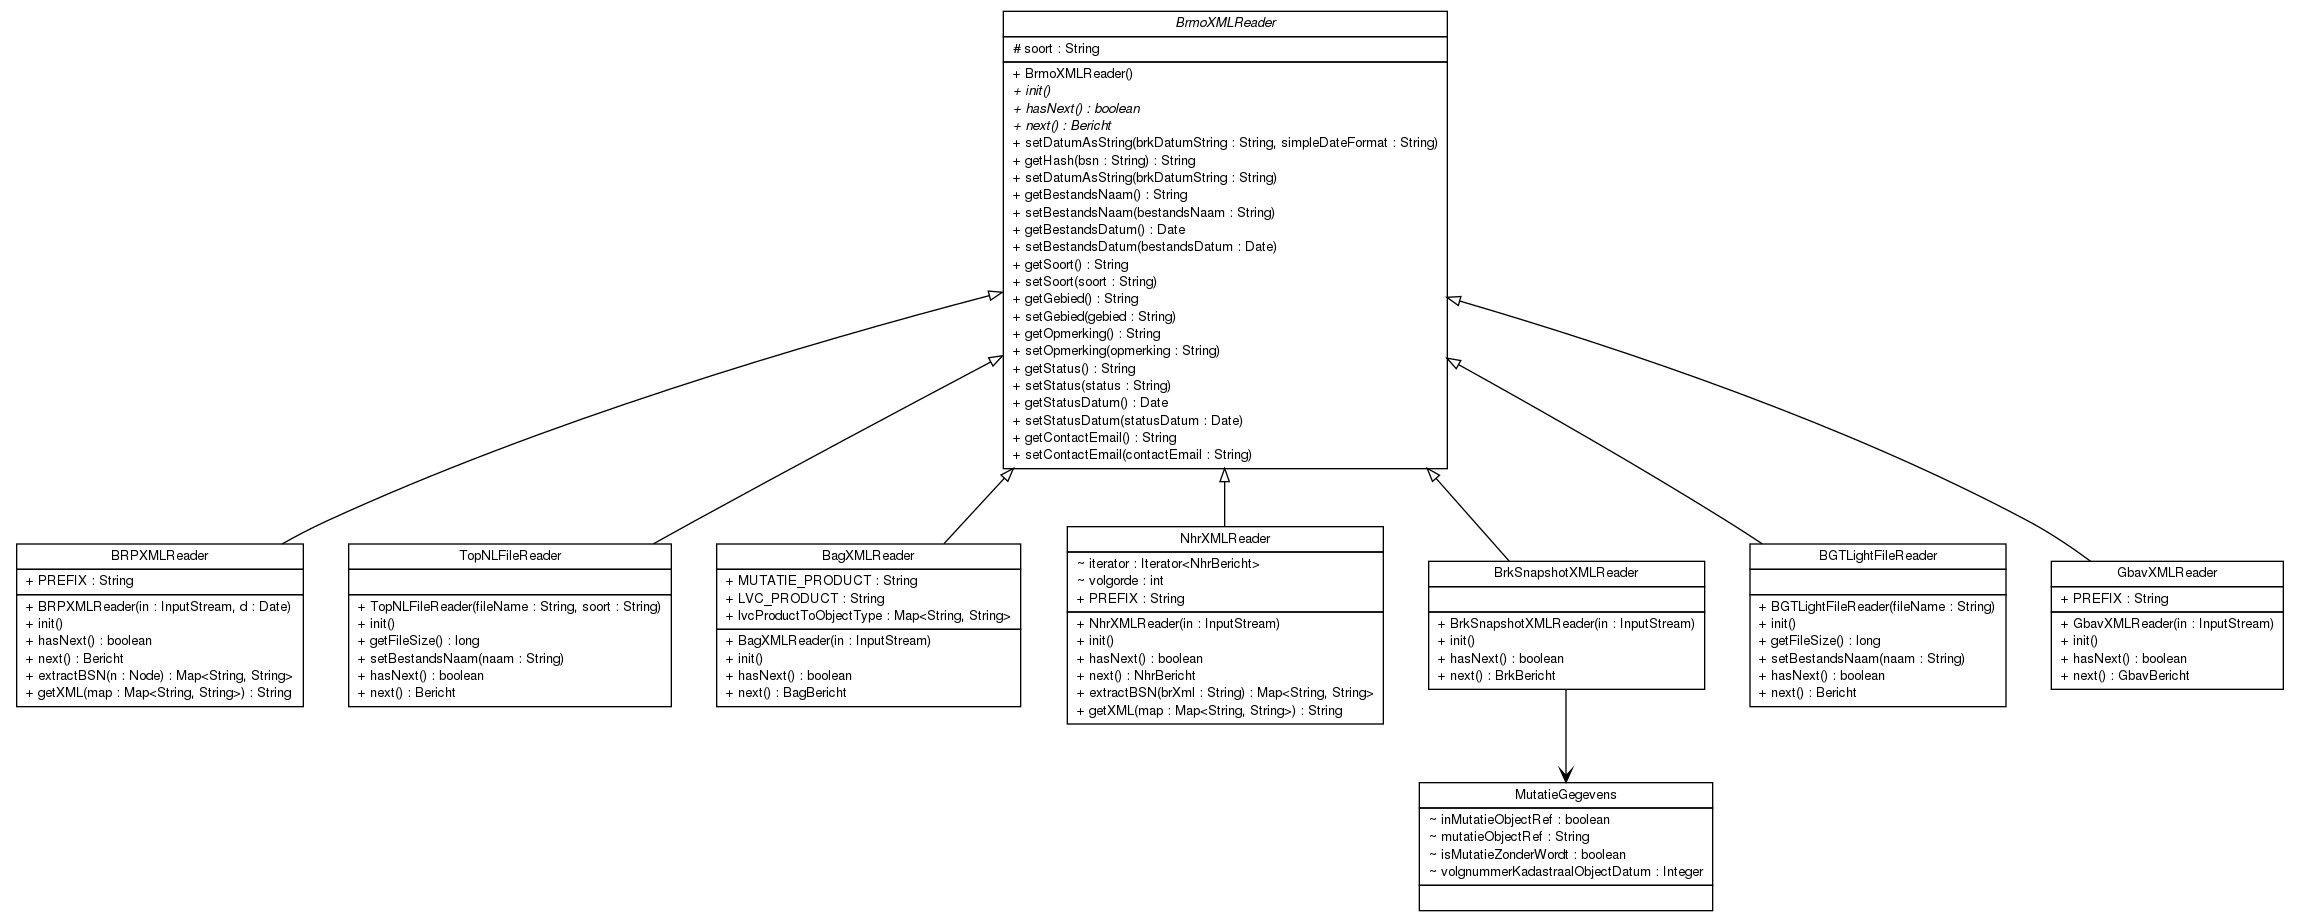 BrmoXMLReader
# soort : String
+ BrmoXMLReader()
+ init()
+ hasNext() : boolean
+ next() : Bericht
+ setDatumAsString(brkDatumString : String, simpleDateFormat : String)
+ getHash(bsn : String) : String
+ setDatumAsString(brkDatumString : String)
+ getBestandsNaam() : String
+ setBestandsNaam(bestandsNaam : String)
+ getBestandsDatum() : Date
+ setBestandsDatum(bestandsDatum : Date)
+ getSoort() : String
+ setSoort(soort : String)
+ getGebied() : String
+ setGebied(gebied : String)
+ getOpmerking() : String
+ setOpmerking(opmerking : String)
+ getStatus() : String
+ setStatus(status : String)
+ getStatusDatum() : Date
+ setStatusDatum(statusDatum : Date)
+ getContactEmail() : String
+ setContactEmail(contactEmail : String)
BRPXMLReader
+ PREFIX : String
+ BRPXMLReader(in : InputStream, d : Date)
+ init()
+ hasNext() : boolean
+ next() : Bericht
+ extractBSN(n : Node) : Map<String, String>
+ getXML(map : Map<String, String>) : String
TopNLFileReader
+ TopNLFileReader(fileName : String, soort : String)
+ init()
+ getFileSize() : long
+ setBestandsNaam(naam : String)
+ hasNext() : boolean
+ next() : Bericht
BagXMLReader
+ MUTATIE_PRODUCT : String
+ LVC_PRODUCT : String
+ lvcProductToObjectType : Map<String, String>
+ BagXMLReader(in : InputStream)
+ init()
+ hasNext() : boolean
+ next() : BagBericht
NhrXMLReader
~ iterator : Iterator<NhrBericht>
~ volgorde : int
+ PREFIX : String
+ NhrXMLReader(in : InputStream)
+ init()
+ hasNext() : boolean
+ next() : NhrBericht
+ extractBSN(brXml : String) : Map<String, String>
+ getXML(map : Map<String, String>) : String
BrkSnapshotXMLReader
+ BrkSnapshotXMLReader(in : InputStream)
+ init()
+ hasNext() : boolean
+ next() : BrkBericht
BGTLightFileReader
+ BGTLightFileReader(fileName : String)
+ init()
+ getFileSize() : long
+ setBestandsNaam(naam : String)
+ hasNext() : boolean
+ next() : Bericht
GbavXMLReader
+ PREFIX : String
+ GbavXMLReader(in : InputStream)
+ init()
+ hasNext() : boolean
+ next() : GbavBericht
MutatieGegevens
~ inMutatieObjectRef : boolean
~ mutatieObjectRef : String
~ isMutatieZonderWordt : boolean
~ volgnummerKadastraalObjectDatum : Integer